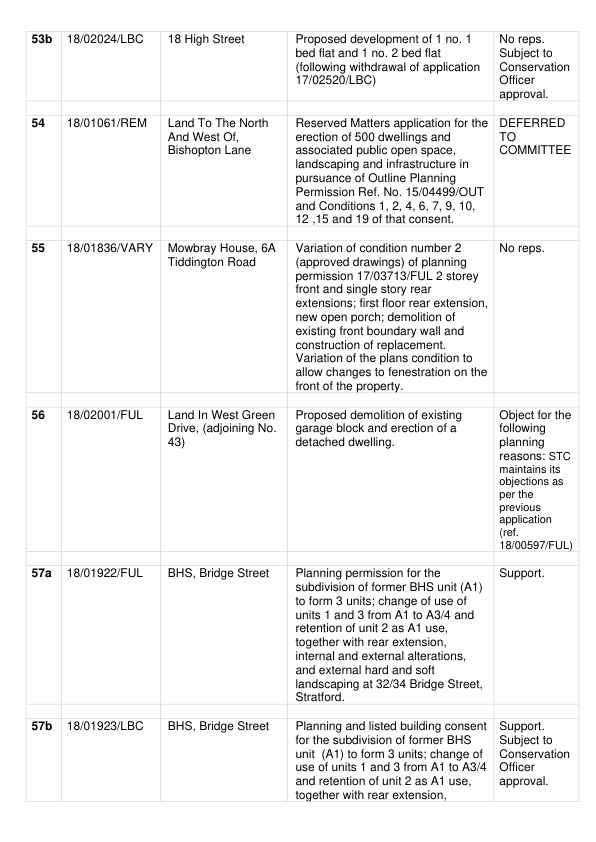 53b 18/02024/LBC 18 High Street Proposed development of 1 no. 1 No reps.
bed flat and 1 no. 2 bed flat Subject to
(following withdrawal of application Conservation
17/02520/LBC) Officer
approval.
54 18/01061/REM Land To The North Reserved Matters application for the DEFERRED
And West Of, erection of 500 dwellings and TO
Bishopton Lane associated public open space, COMMITTEE
landscaping and infrastructure in
pursuance of Outline Planning
Permission Ref. No. 15/04499/OUT
and Conditions 1, 2, 4, 6, 7, 9, 10,
12 ,15 and 19 of that consent.
55 18/01836/VARY Mowbray House, 6A Variation of condition number 2 No reps.
Tiddington Road (approved drawings) of planning
permission 17/03713/FUL 2 storey
front and single story rear
extensions; first floor rear extension,
new open porch; demolition of
existing front boundary wall and
construction of replacement.
Variation of the plans condition to
allow changes to fenestration on the
front of the property.
56 18/02001/FUL Land In West Green Proposed demolition of existing Object for the
Drive, (adjoining No. garage block and erection of a following
43) detached dwelling. planning
reasons: STC
maintains its
objections as
per the
previous
application
(ref.
18/00597/FUL)
57a 18/01922/FUL BHS, Bridge Street Planning permission for the Support.
subdivision of former BHS unit (A1)
to form 3 units; change of use of
units 1 and 3 from A1 to A3/4 and
retention of unit 2 as A1 use,
together with rear extension,
internal and external alterations,
and external hard and soft
landscaping at 32/34 Bridge Street,
Stratford.
57b 18/01923/LBC BHS, Bridge Street Planning and listed building consent Support.
for the subdivision of former BHS Subject to
unit (A1) to form 3 units; change of Conservation
use of units 1 and 3 from A1 to A3/4 Officer
and retention of unit 2 as A1 use, approval.
together with rear extension,